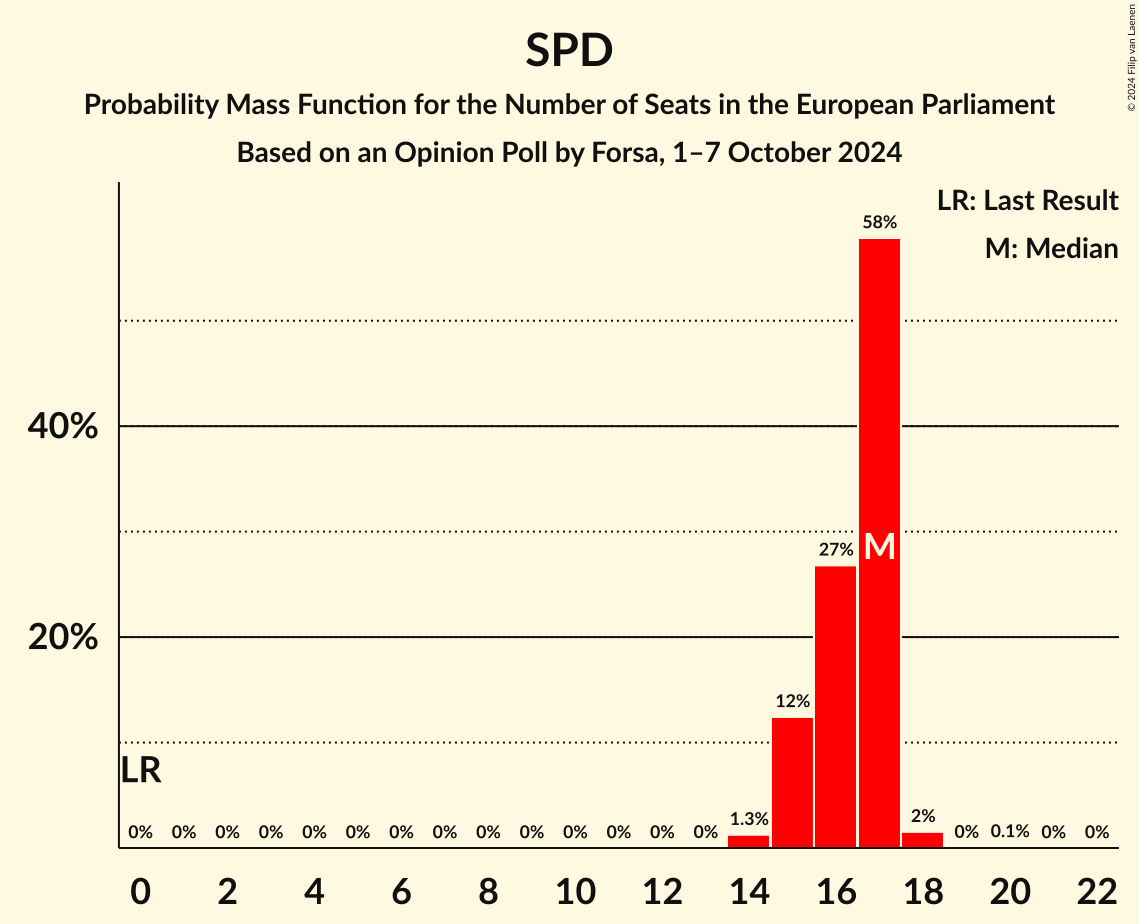 SPD
Probability Mass Function for the Number of Seats in the European Parliament
Based on an Opinion Poll by Forsa, 1–7 October 2024
© 2024 Filip van Laenen
LR: Last Result
M: Median
58%
40%
27%
M
20%
12%
LR
0% 0% 0% 0% 0% 0% 0% 0% 0% 0% 0% 0% 0% 0% 1.3% 2% 0% 0.1% 0% 0%
0 2 4 6 8 10 12 14 16 18 20 22